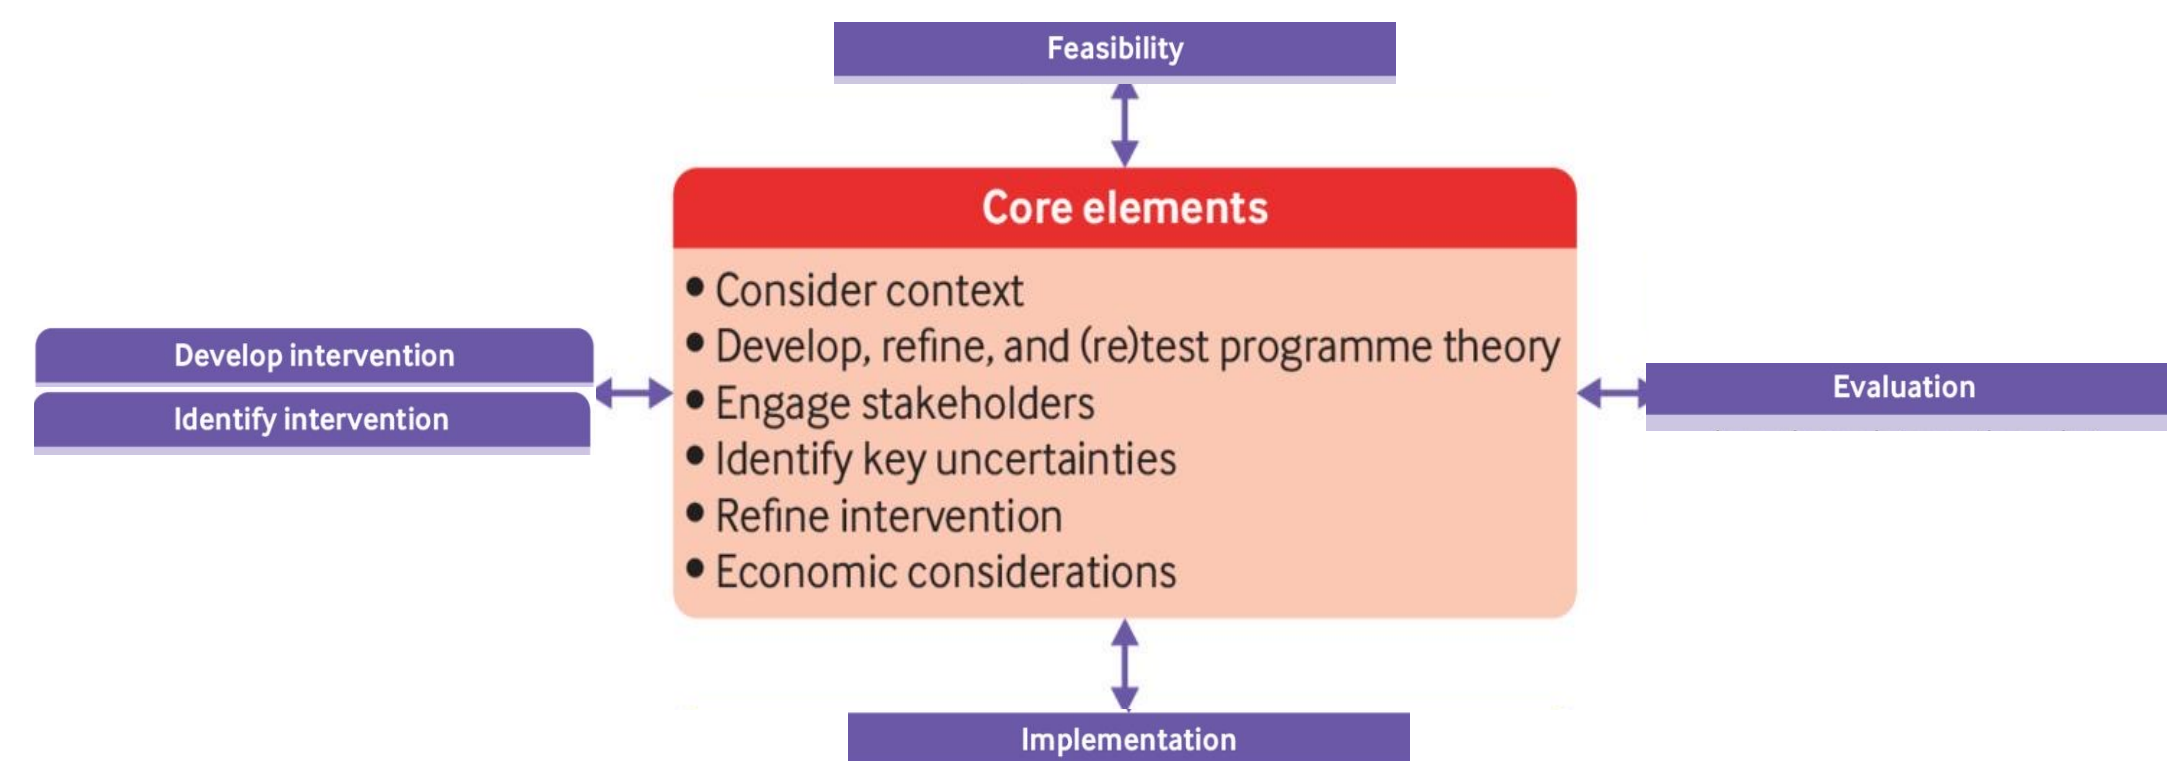 Feasibility
Core elements
• Consider context
• Develop, refine, and (re)test programme theory
• Engage stakeholders
• Identify key uncertainties
• Refine intervention
• Economic considerations
Develop intervention
Identify intervention
Evaluation
Implementation